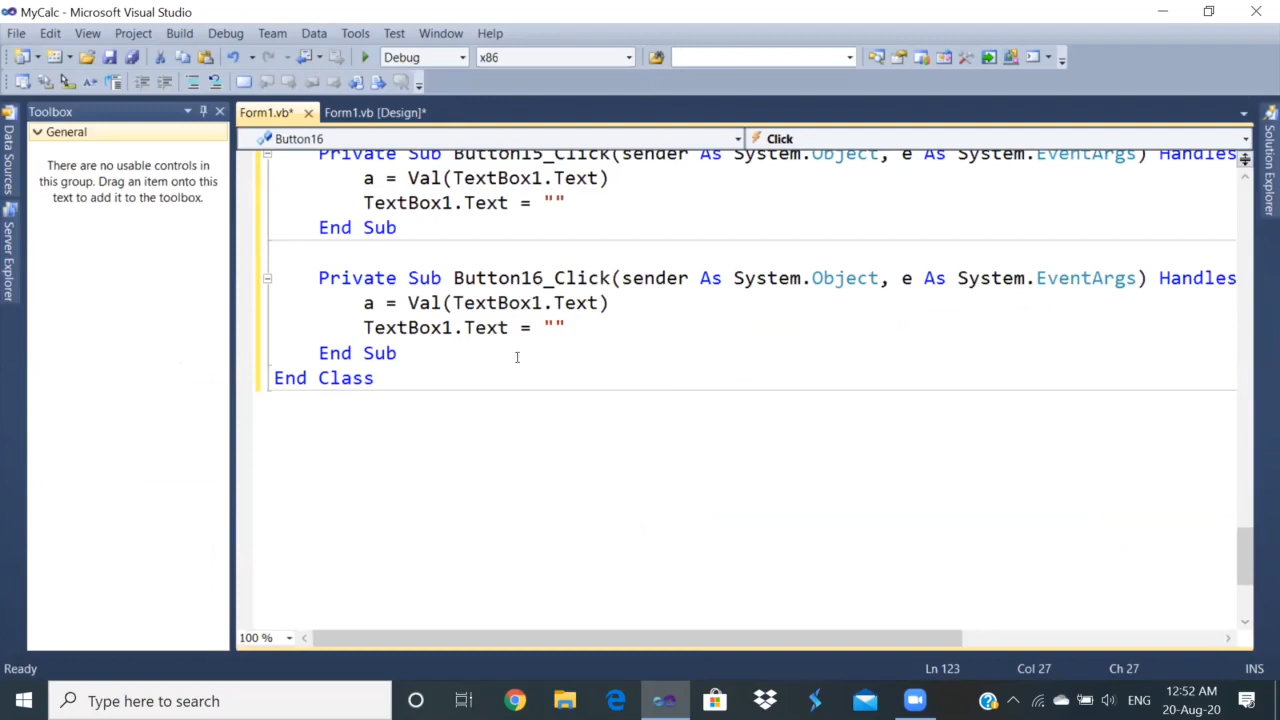 MyCalc - Microsoft Visual Studio
File Edit View Project Build Debug Team Data Tools Test Window Help
Debug x86
Toolbox
General
There are no usable controls in
this group. Drag an item onto this
text to add it to the toolbox.
Data Sources
Server Explorer
Form1.vb* Form1.vb [Design]*
Button16 Click
Private Sub Button15_Click(sender As System.Object, e As System.EventArgs) Handles
a = Val(TextBox1.Text)
TextBox1.Text = ""
End Sub
Private Sub Button16_Click(sender As System.Object, e As System.EventArgs) Handles
a = Val(TextBox1.Text)
TextBox1.Text = ""
End Sub
End Class
Solution Explorer
100 %
Ready Ln 123 Col 27 Ch 27 INS
Type here to search
ENG
12:52 AM
20-Aug-20